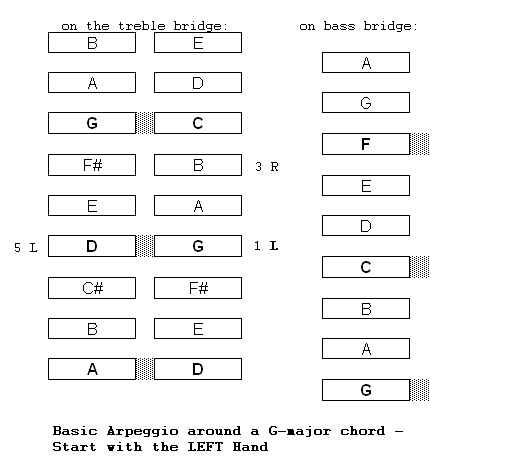 on the treble bridge: on bass bridge:
B E
A
A D
G
G C
F
F# B 3 R
E
E A
D
5 L D G 1 L
C
C# F#
B
B E
A
A D
G
Basic Arpeggio around a G-major chord -
Start with the LEFT Hand